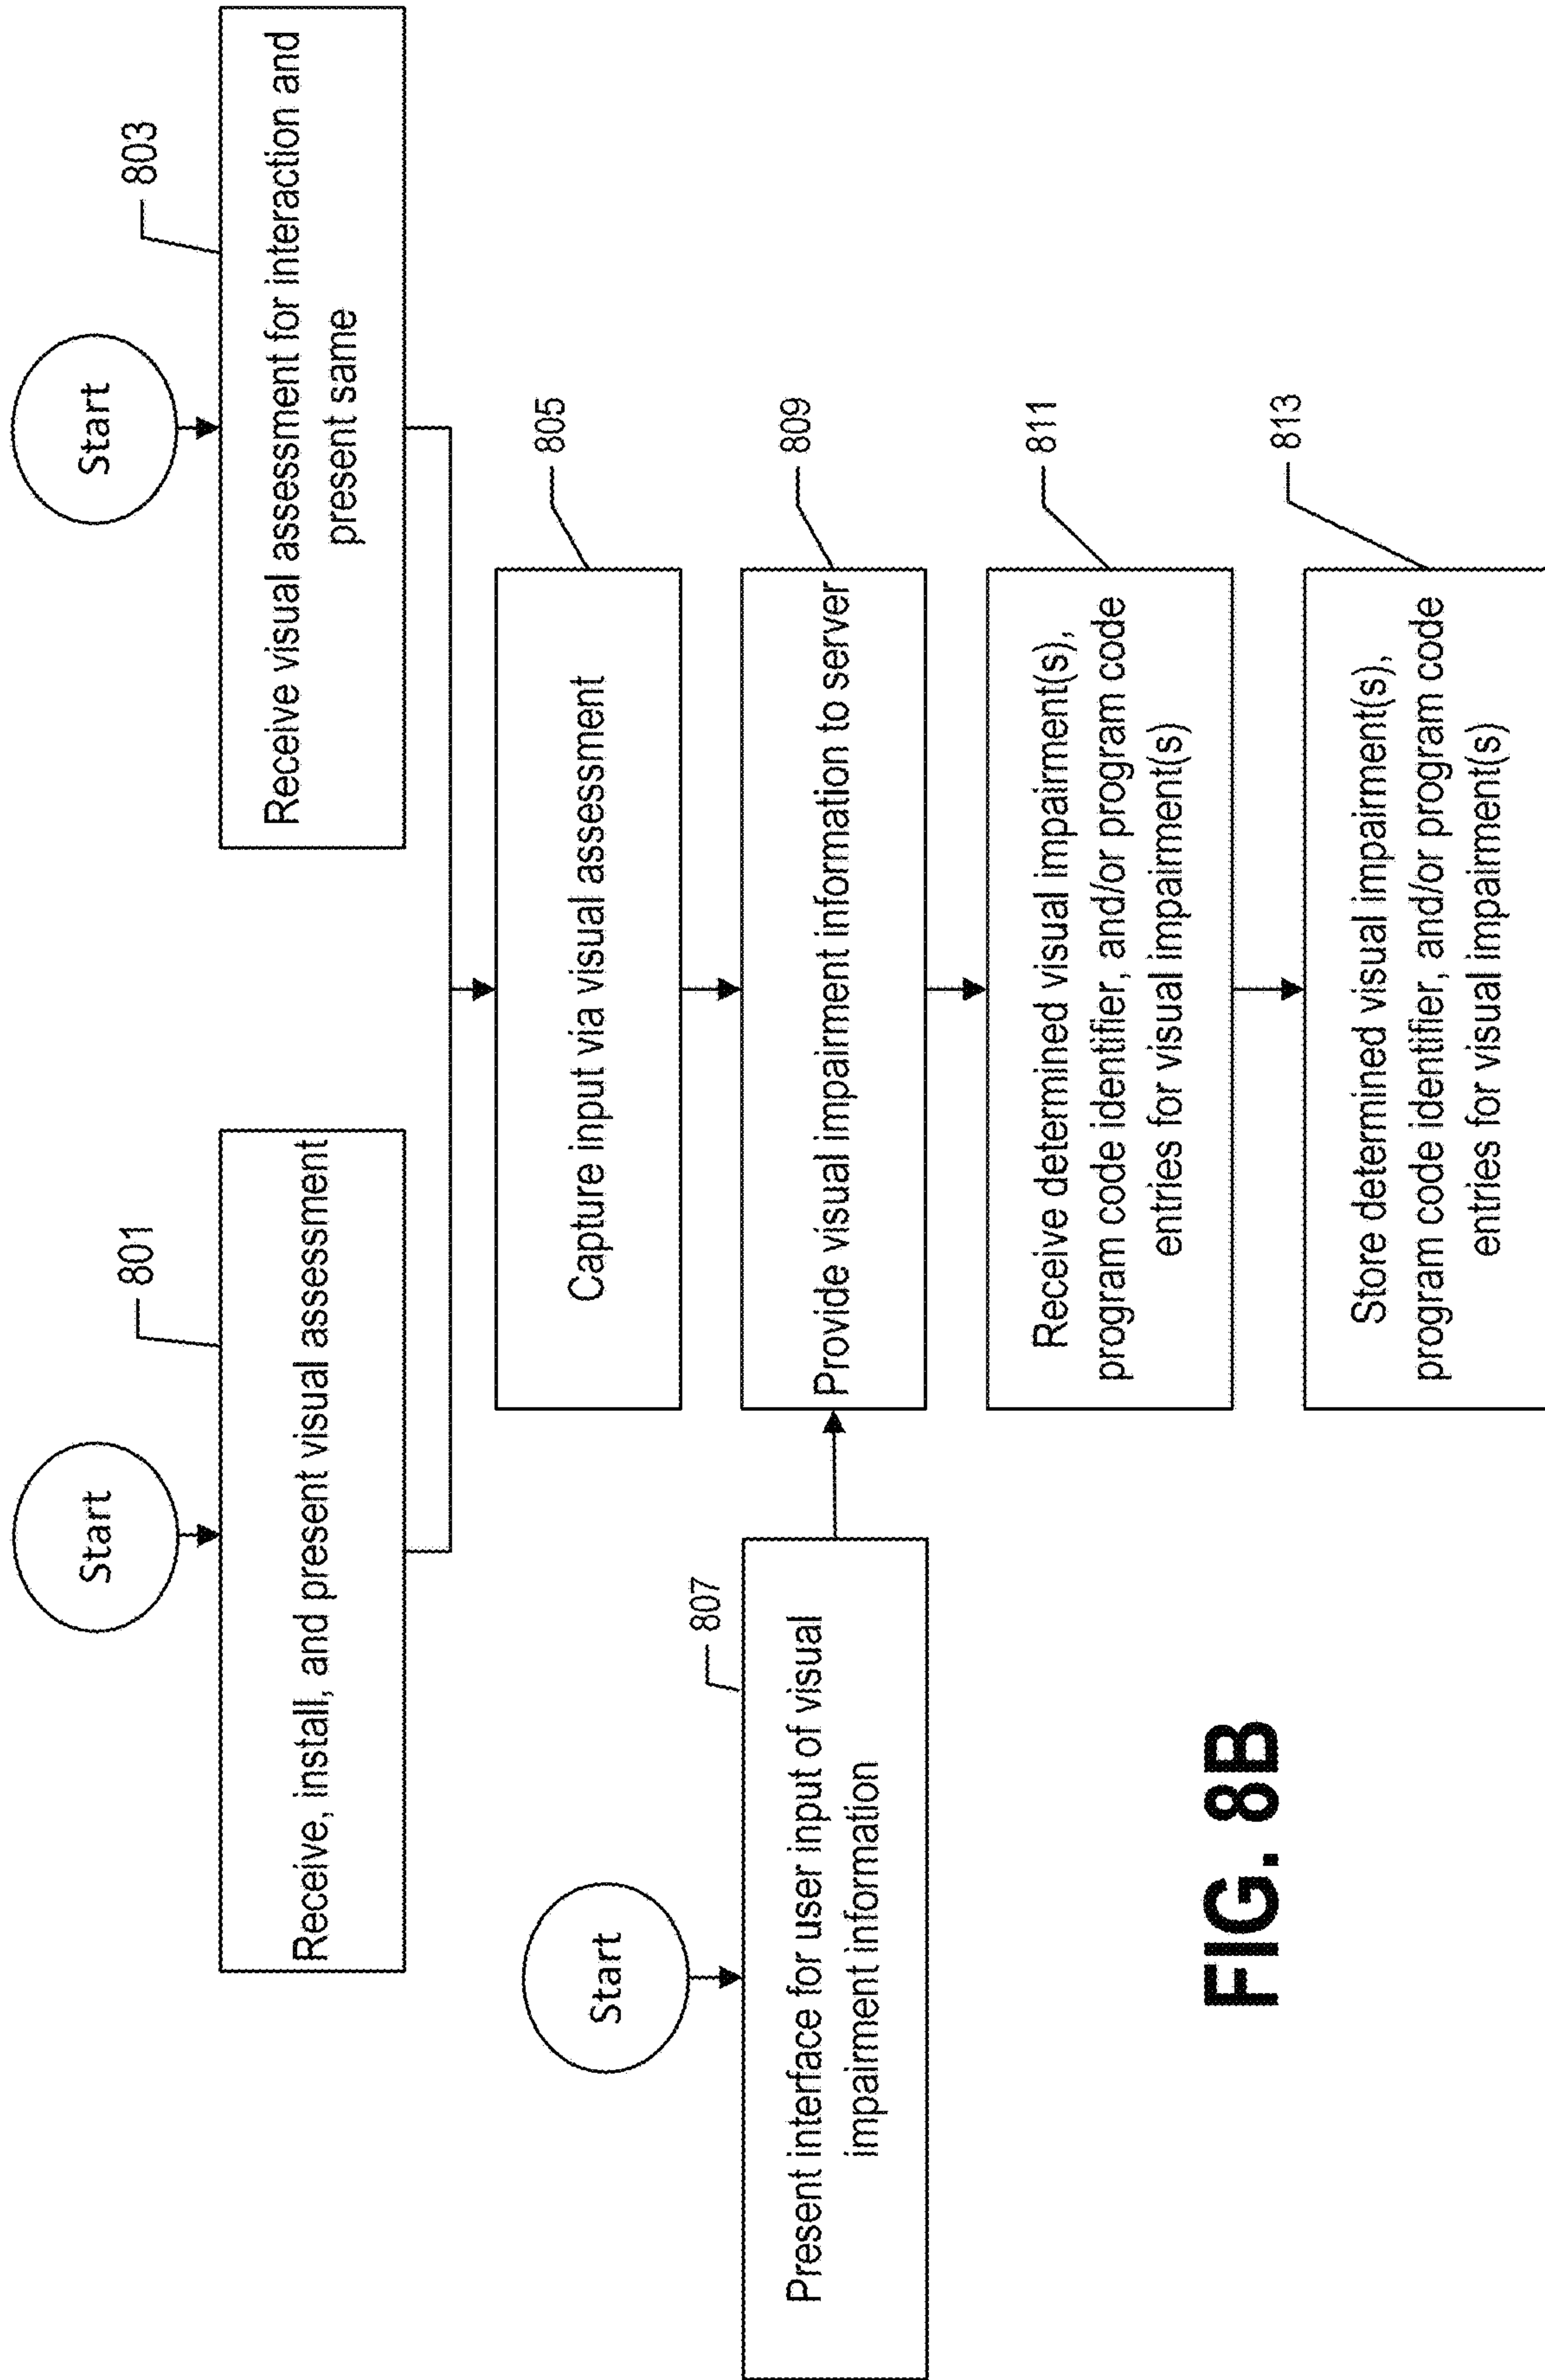 Start
801
Receive, install, and present visual assessment
Start
803
Receive visual assessment for interaction and
present same
805
Capture input via visual assessment
Start
807
Present interface for user input of visual
impairment information
809
Provide visual impairment information to server
811
Receive determined visual impairment(s),
program code identifier, and/or program code
entries for visual impairment(s)
813
Store determined visual impairment(s),
program code identifier, and/or program code
entries for visual impairment(s)
FIG. 8B